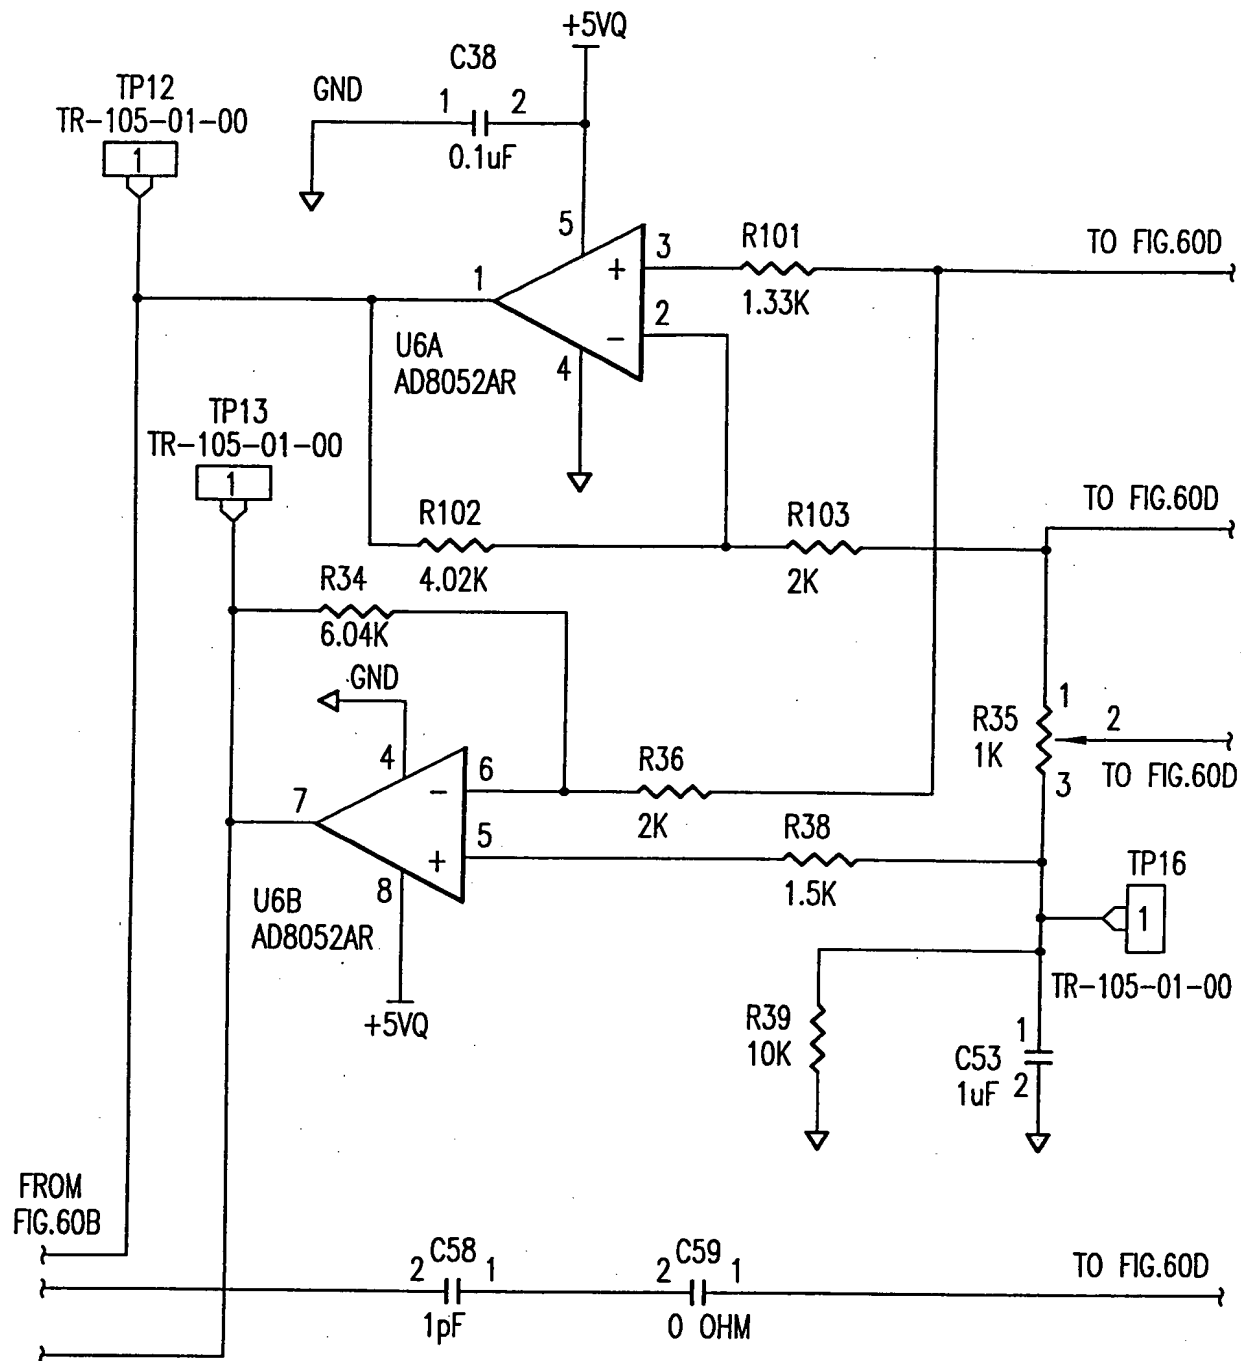 +5VQ
C38
GND
1 2
0.1uF
TP12
TR-105-01-00
1
5
3
R101
1.33K
TO FIG.60D
1
+
2
-
4
U6A
AD8052AR
TP13
TR-105-01-00
1
R102
4.02K
R103
2K
TO FIG.60D
R34
6.04K
GND
4
6
-
R36
2K
1
R35
1K
2
TO FIG.60D
3
7
5
+
R38
1.5K
8
U6B
AD8052AR
+5VQ
TP16
1
TR-105-01-00
R39
10K
1
C53
1uF
2
FROM
FIG.60B
2 C58 1
1pF
2 C59 1
0 OHM
TO FIG.60D